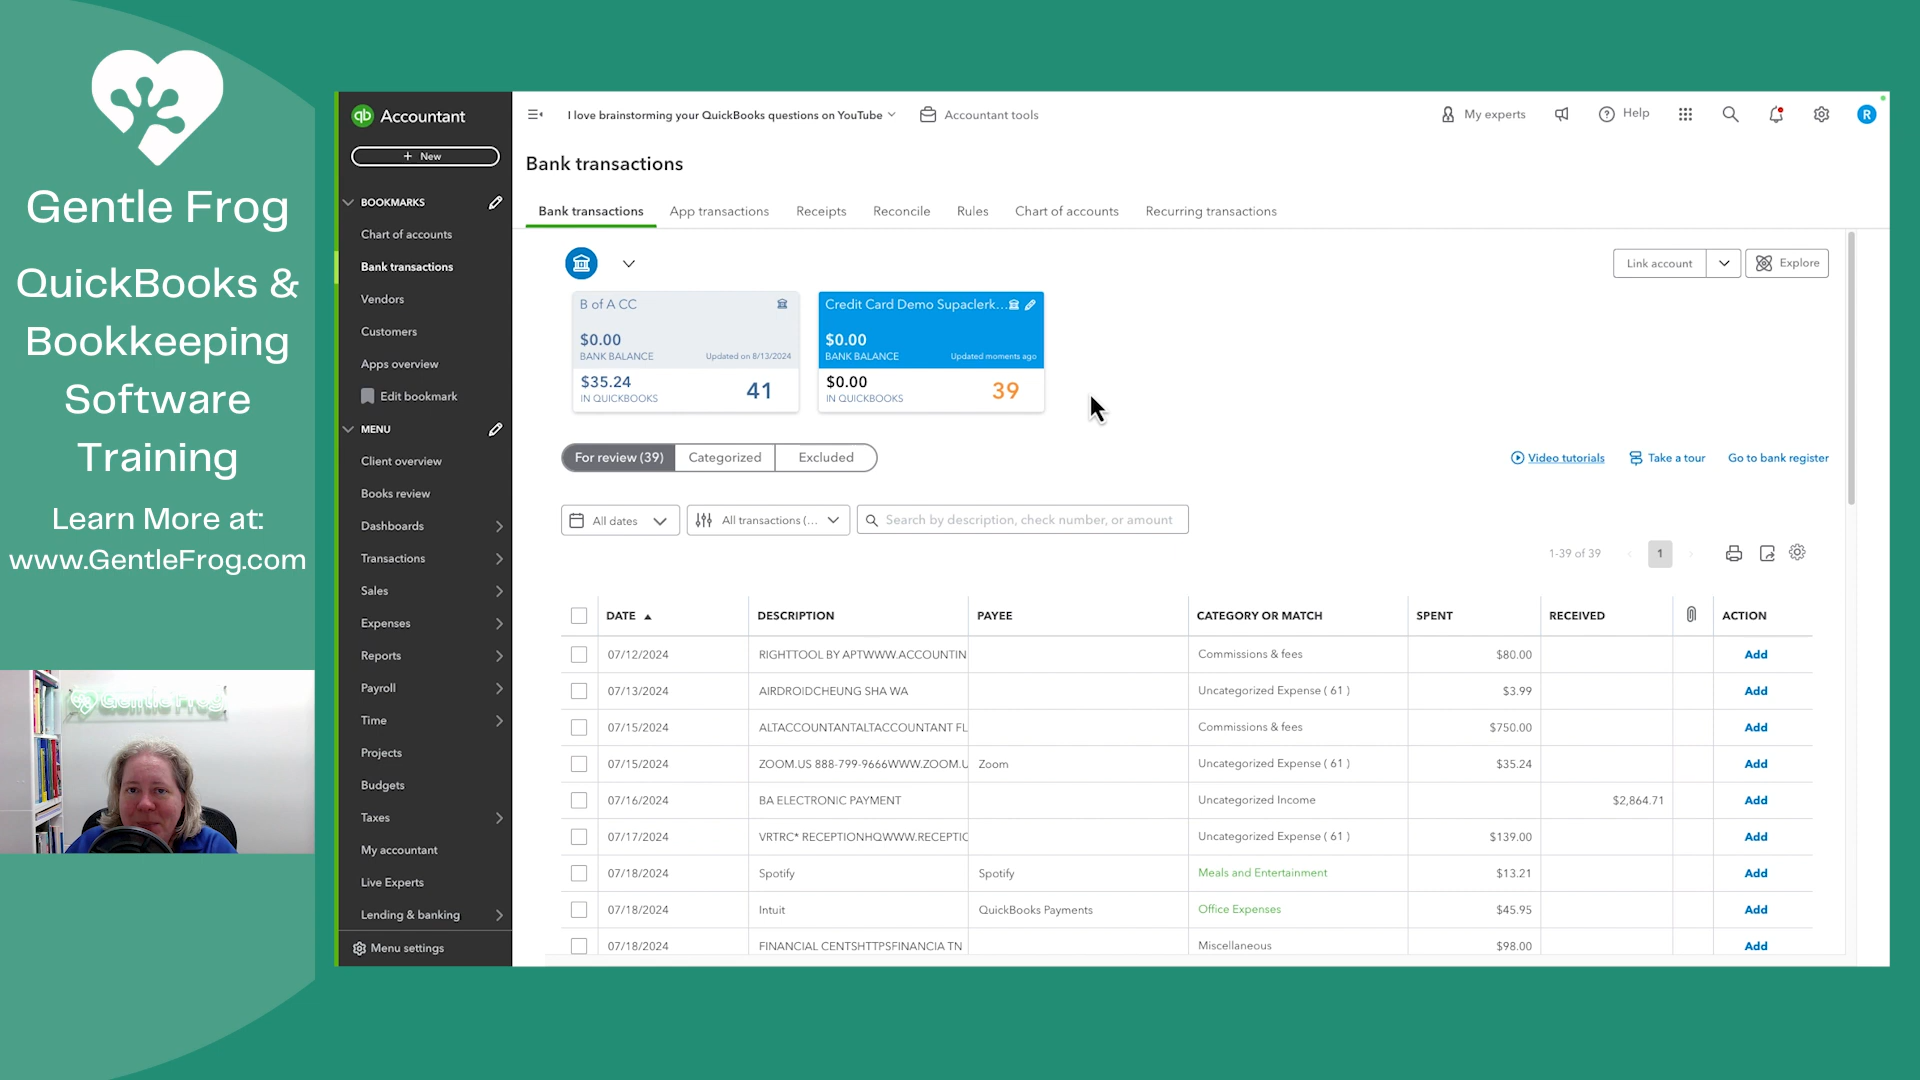 Gentle Frog
QuickBooks &
Bookkeeping
Software
Training
Learn More at:
www.GentleFrog.com
Gentle Frog
qb Accountant
+ New
BOOKMARKS
Chart of accounts
Bank transactions
Vendors
Customers
Apps overview
Edit bookmark
MENU
Client overview
Books review
Dashboards
Transactions
Sales
Expenses
Reports
Payroll
Time
Projects
Budgets
Taxes
My accountant
Live Experts
Lending & banking
Menu settings
I love brainstorming your QuickBooks questions on YouTube
Accountant tools
My experts
Help
R
Bank transactions
Bank transactions App transactions Receipts Reconcile Rules Chart of accounts Recurring transactions
Link account
Explore
B of A CC
$0.00
BANK BALANCE Updated on 8/13/2024
$35.24
IN QUICKBOOKS
41
Credit Card Demo Supaclerk...
$0.00
BANK BALANCE Updated moments ago
$0.00
IN QUICKBOOKS
39
For review (39) Categorized Excluded
Video tutorials Take a tour Go to bank register
All dates All transactions (... Search by description, check number, or amount
1-39 of 39 1
DATE DESCRIPTION PAYEE CATEGORY OR MATCH SPENT RECEIVED ACTION
07/12/2024 RIGHTTOOL BY APTWWW.ACCOUNTIN Commissions & fees $80.00 Add
07/13/2024 AIRDROIDCHEUNG SHA WA Uncategorized Expense ( 61 ) $3.99 Add
07/15/2024 ALTACCOUNTANTALTACCOUNTANT FL Commissions & fees $750.00 Add
07/15/2024 ZOOM.US 888-799-9666WWW.ZOOM.U Zoom Uncategorized Expense ( 61 ) $35.24 Add
07/16/2024 BA ELECTRONIC PAYMENT Uncategorized Income $2,864.71 Add
07/17/2024 VRTRC* RECEPTIONHQWWW.RECEPTIO Uncategorized Expense ( 61 ) $139.00 Add
07/18/2024 Spotify Spotify Meals and Entertainment $13.21 Add
07/18/2024 Intuit QuickBooks Payments Office Expenses $45.95 Add
07/18/2024 FINANCIAL CENTSHTTPSFINANCIA TN Miscellaneous $98.00 Add